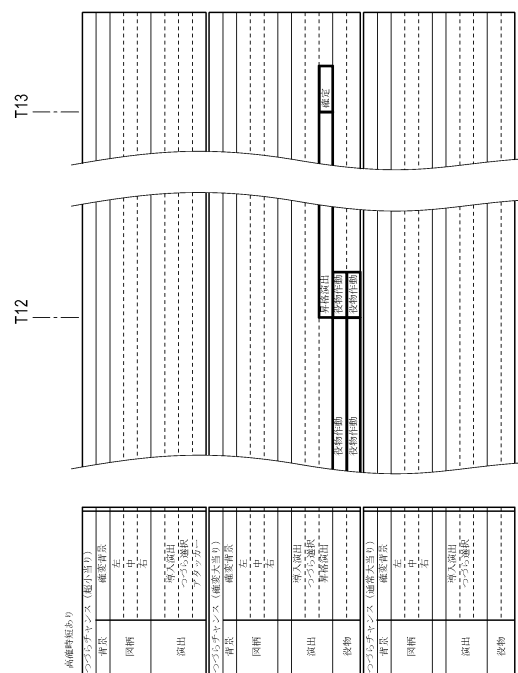 T13
T12
確定
昇格演出
役物作動
役物作動
役物作動
役物作動
高確時短あり
つづらチャンス (超小当り)
背景
確変背景
図柄
左
中
右
演出
導入演出
つづら選択
アタッカー
つづらチャンス (確変大当り)
背景
確変背景
図柄
左
中
右
演出
導入演出
つづら選択
昇格演出
役物
つづらチャンス (通常大当り)
背景
確変背景
図柄
左
中
右
演出
導入演出
つづら選択
役物